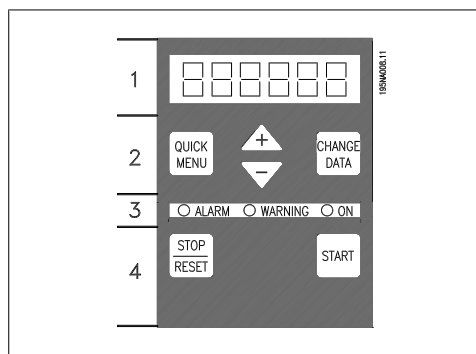 1
195NA008.11
2
QUICK
MENU
+
−
CHANGE
DATA
3
ALARM WARNING ON
4
STOP
RESET
START